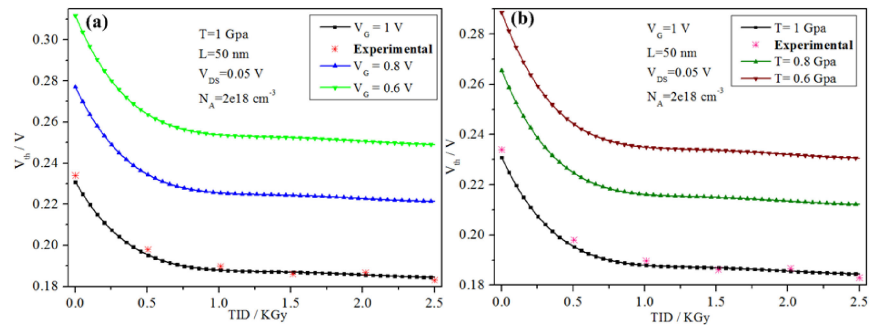 (a)
T=1 Gpa
L=50 nm
V_DS=0.05 V
N_A=2e18 cm^-3
V_G = 1 V
Experimental
V_G = 0.8 V
V_G = 0.6 V
0.30
0.28
0.26
0.24
0.22
0.20
0.18
V_th / V
0.0 0.5 1.0 1.5 2.0 2.5
TID / KGy
(b)
V_G=1 V
L=50 nm
V_DS=0.05 V
N_A=2e18 cm^-3
T= 1 Gpa
Experimental
T= 0.8 Gpa
T= 0.6 Gpa
0.28
0.26
0.24
0.22
0.20
0.18
V_th / V
0.0 0.5 1.0 1.5 2.0 2.5
TID / KGy